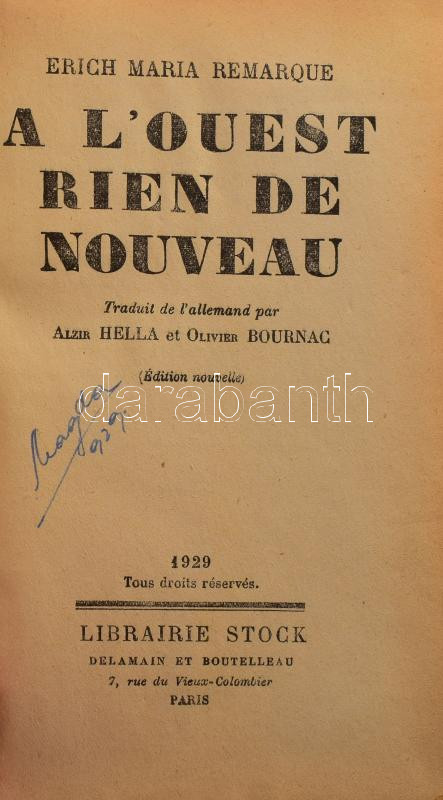 ERICH MARIA REMARQUE
A L'OUEST
RIEN DE
NOUVEAU
Traduit de l'allemand par
ALZIR HELLA et OLIVIER BOURNAC
(Édition nouvelle)
darabanth
1929
Tous droits réservés.
LIBRAIRIE STOCK
DELAMAIN ET BOUTELLEAU
7, rue du Vieux-Colombier
PARIS